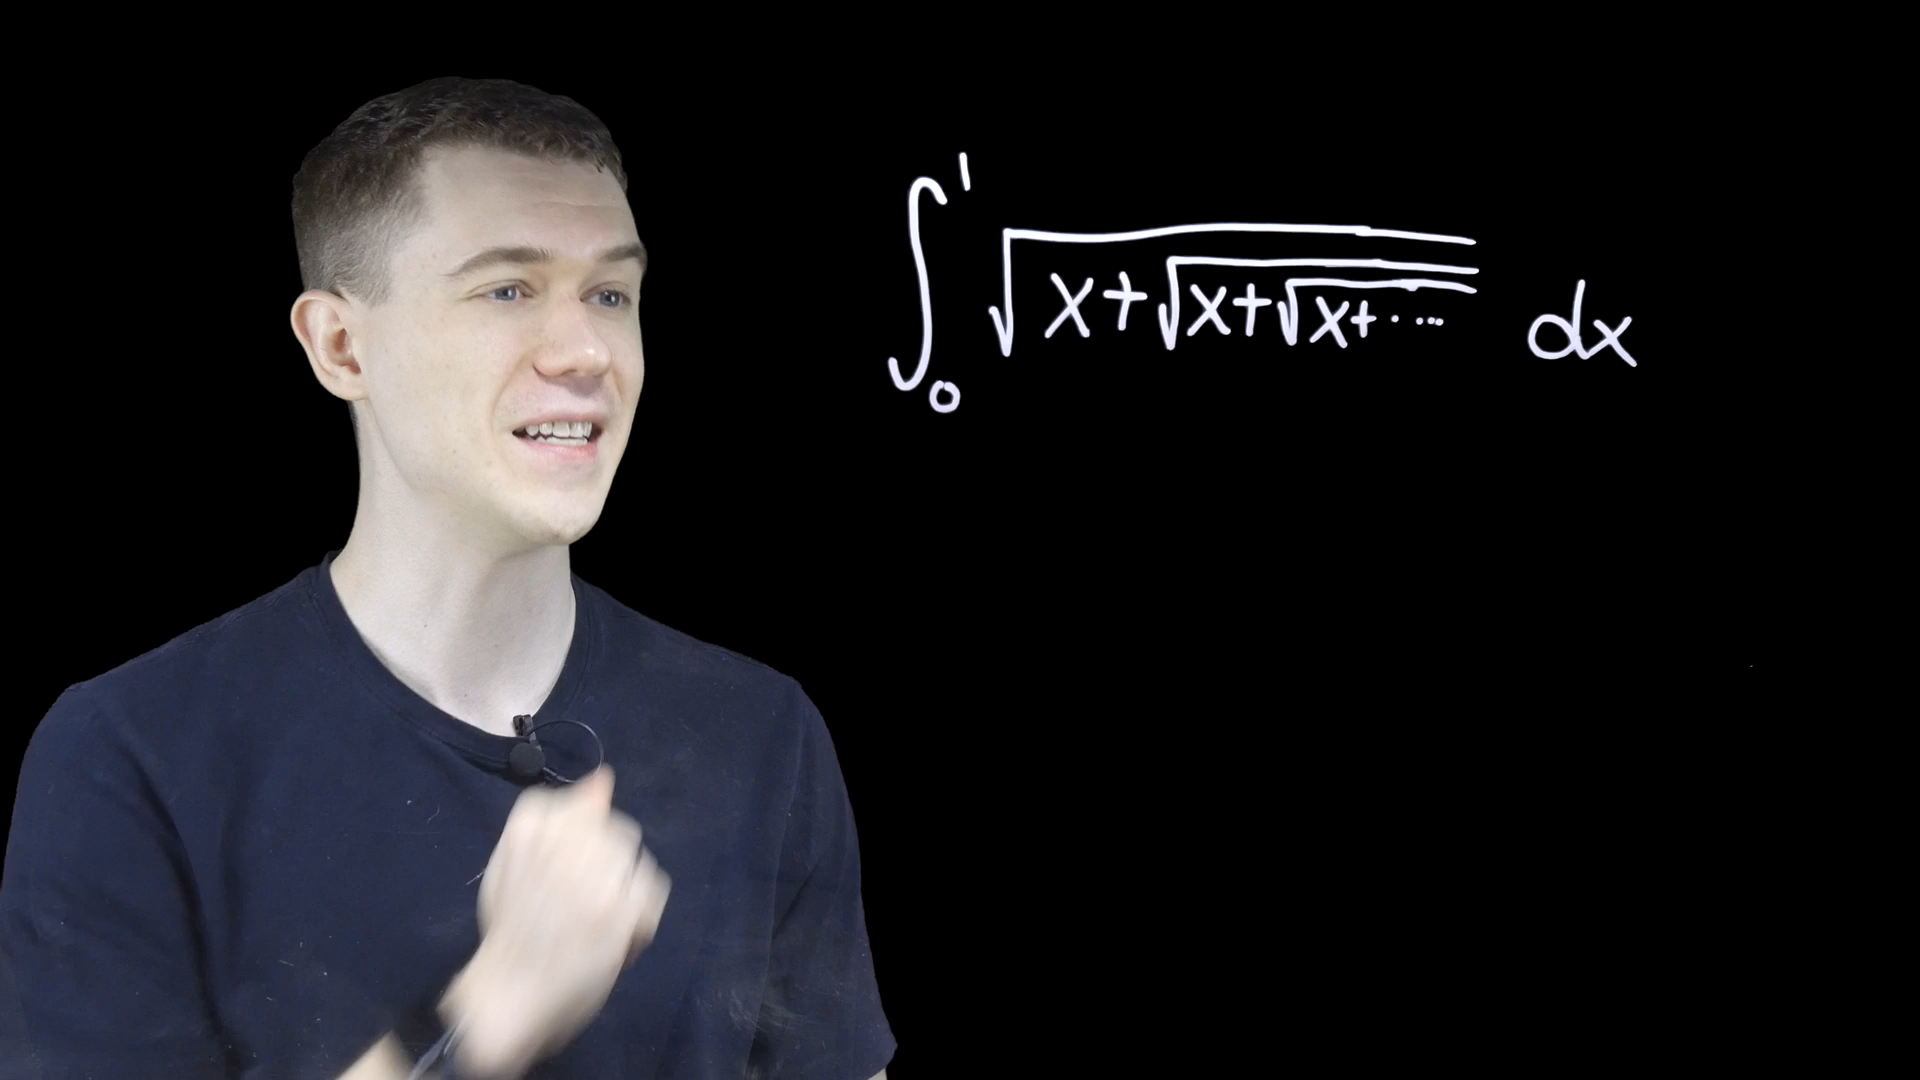 ∫₀¹ √(x+√(x+√(x+····))) dx